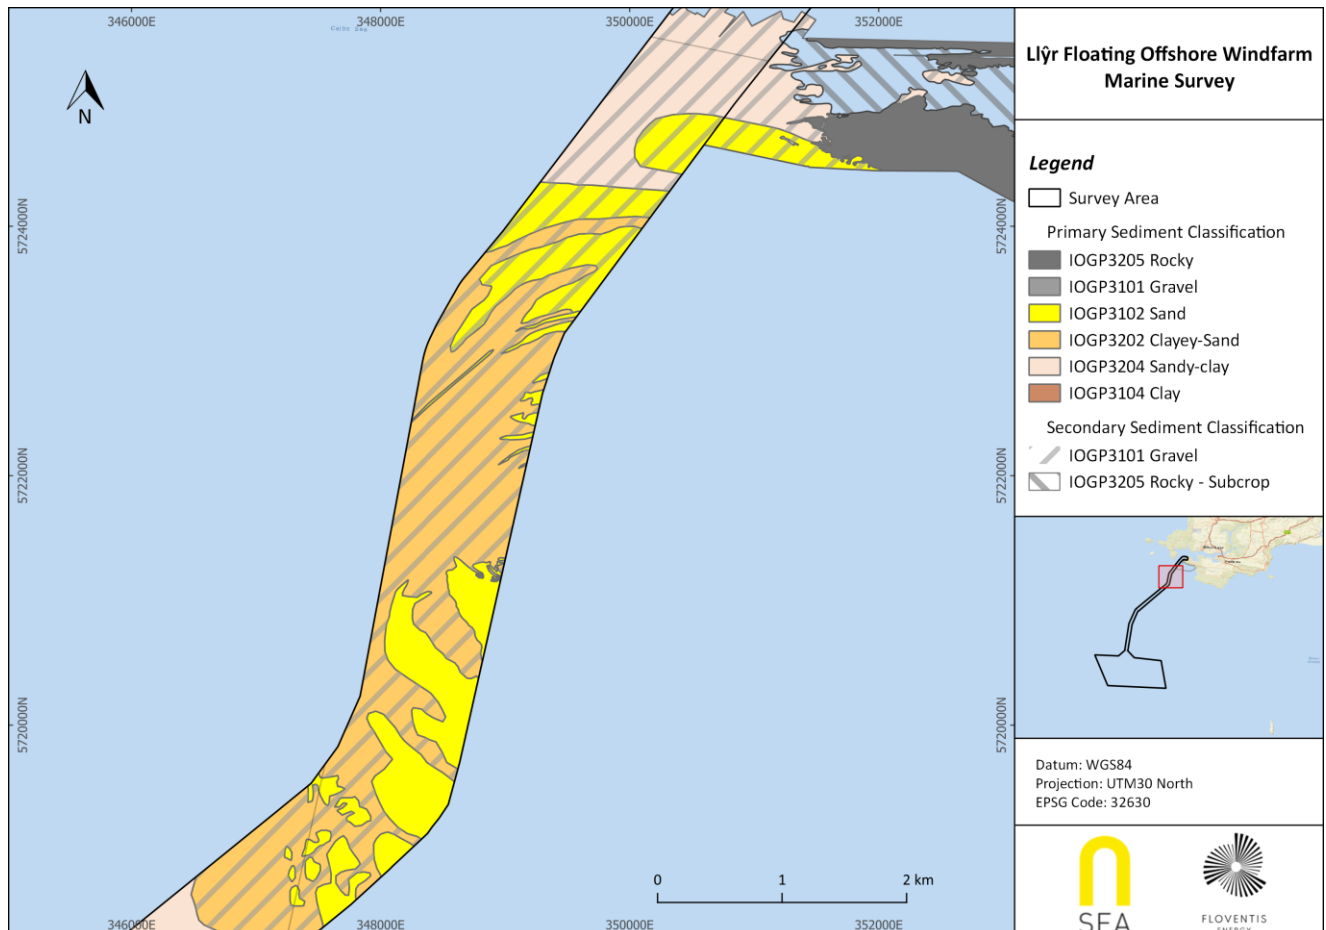 346000E
348000E
350000E
352000E
N
5724000N
5722000N
5720000N
5724000N
5722000N
5720000N
0
1
2 km
346000E
348000E
350000E
352000E
Llŷr Floating Offshore Windfarm
Marine Survey
Legend
Survey Area
Primary Sediment Classification
IOGP3205 Rocky
IOGP3101 Gravel
IOGP3102 Sand
IOGP3202 Clayey-Sand
IOGP3204 Sandy-clay
IOGP3104 Clay
Secondary Sediment Classification
IOGP3101 Gravel
IOGP3205 Rocky - Subcrop
Datum: WGS84
Projection: UTM30 North
EPSG Code: 32630
SEA
FLOVENTIS
ENERGY